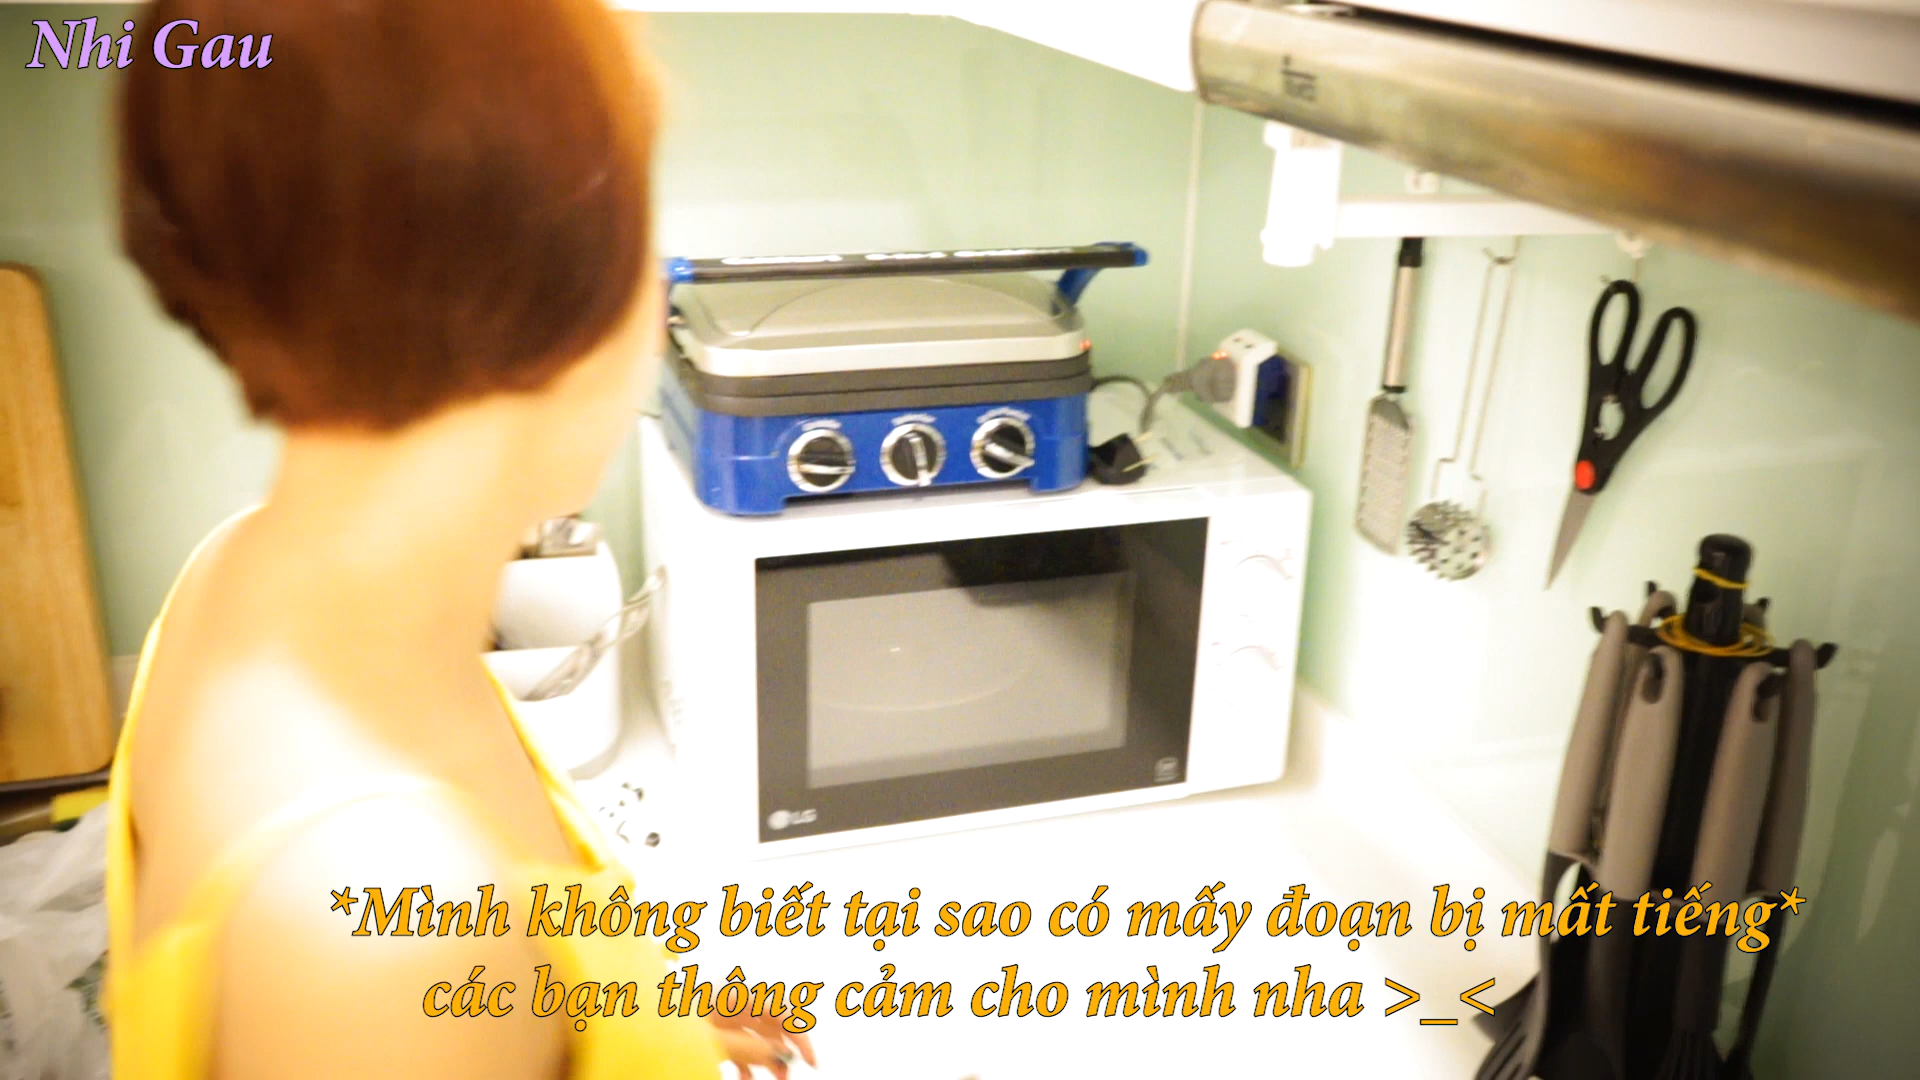 Nhi Gau
*Mình không biết tại sao có mấy đoạn bị mất tiếng*
các bạn thông cảm cho mình nha >_<
LG